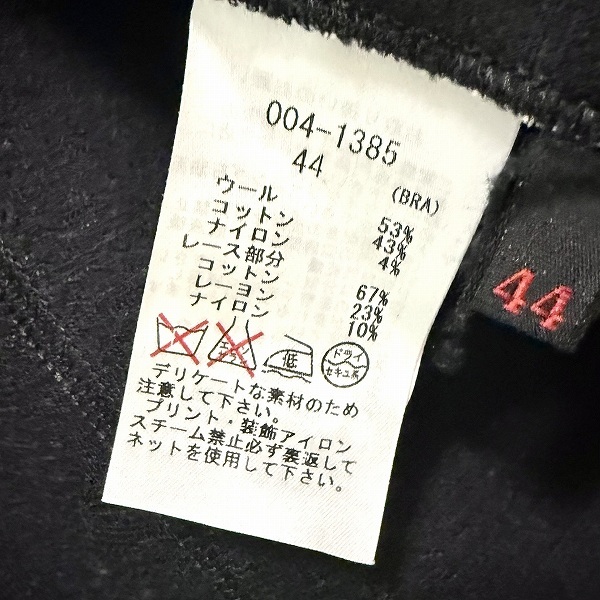 004-1385
44
(BRA)
ウール 53%
コットン 43%
ナイロン 4%
レース部分
コットン 67%
レーヨン 23%
ナイロン 10%
低
ドライ
セキユ系
デリケートな素材のため
注意して下さい。
プリント・装飾アイロン
スチーム禁止必ず裏返して
ネットを使用して下さい。
44